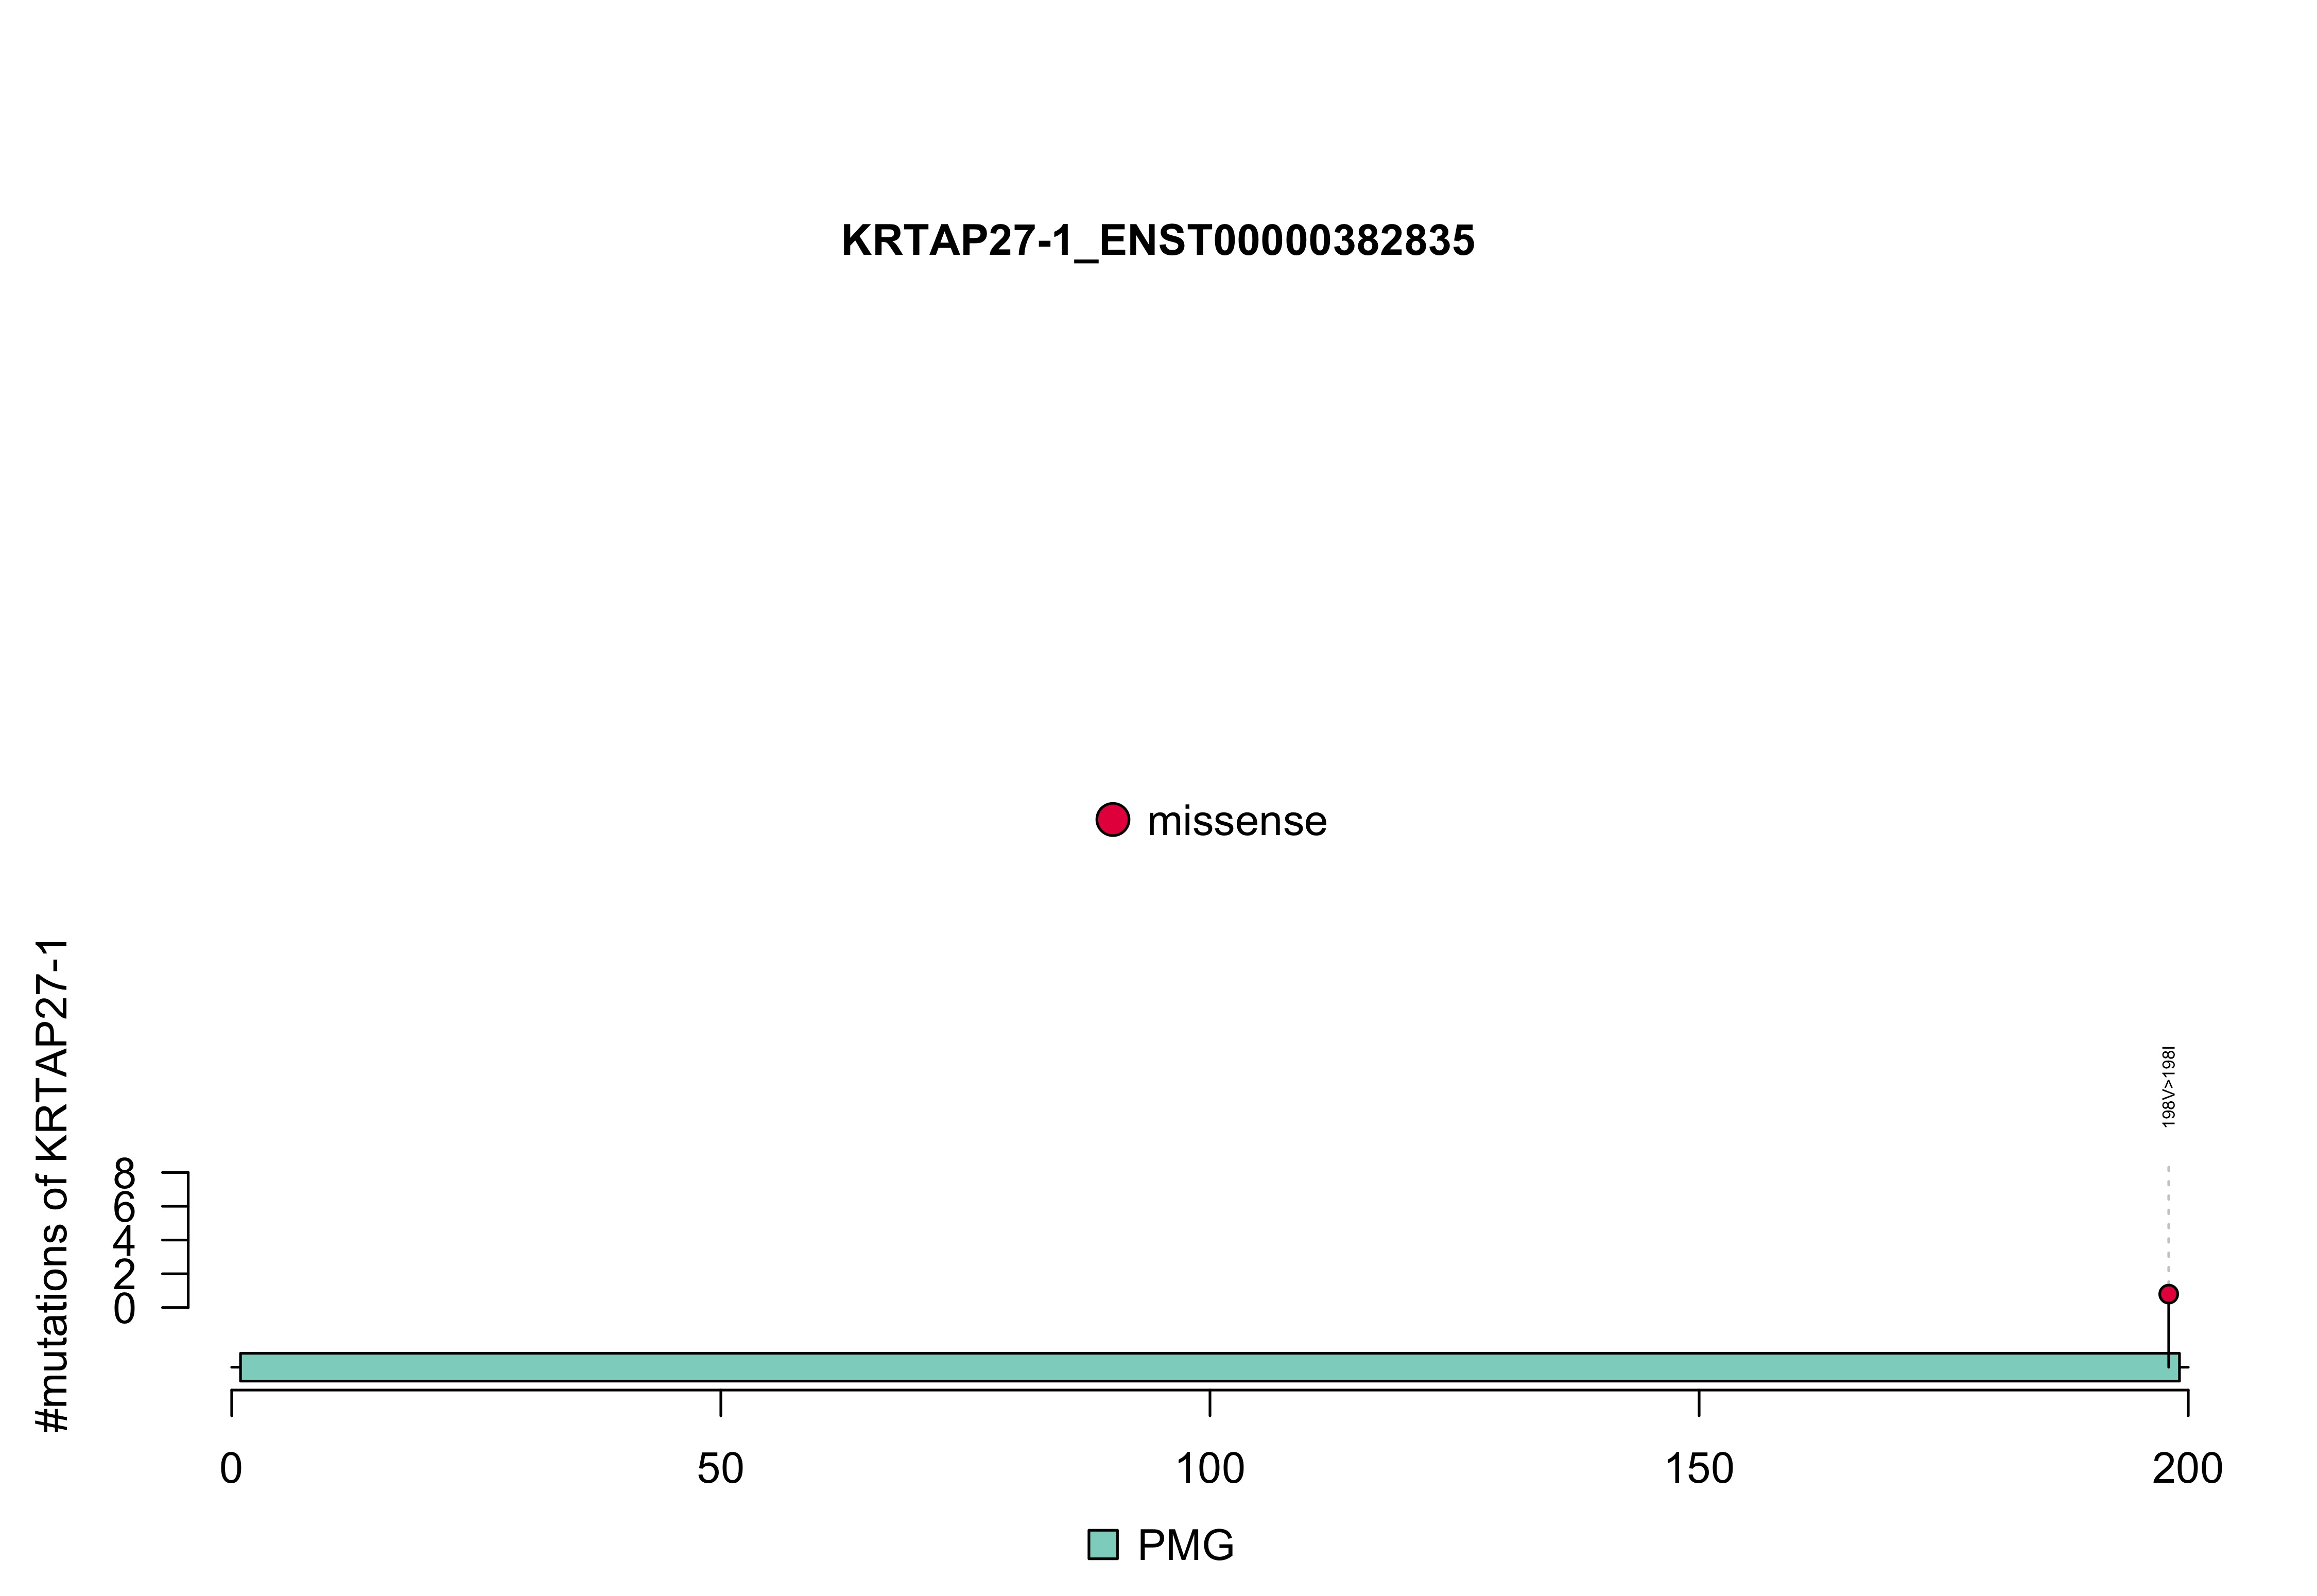 KRTAP27-1_ENST00000382835
missense
#mutations of KRTAP27-1
198V>198I
8
6
4
2
0
0 50 100 150 200
PMG